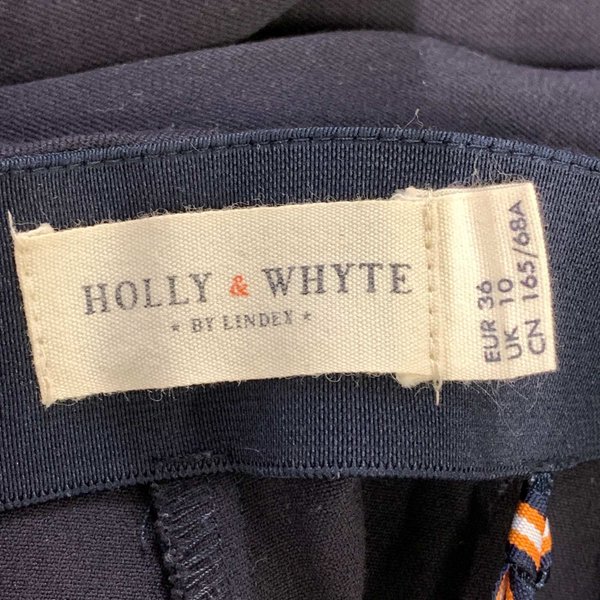 HOLLY & WHYTE
* BY LINDEX *
EUR 36
UK 10
CN 165/68A